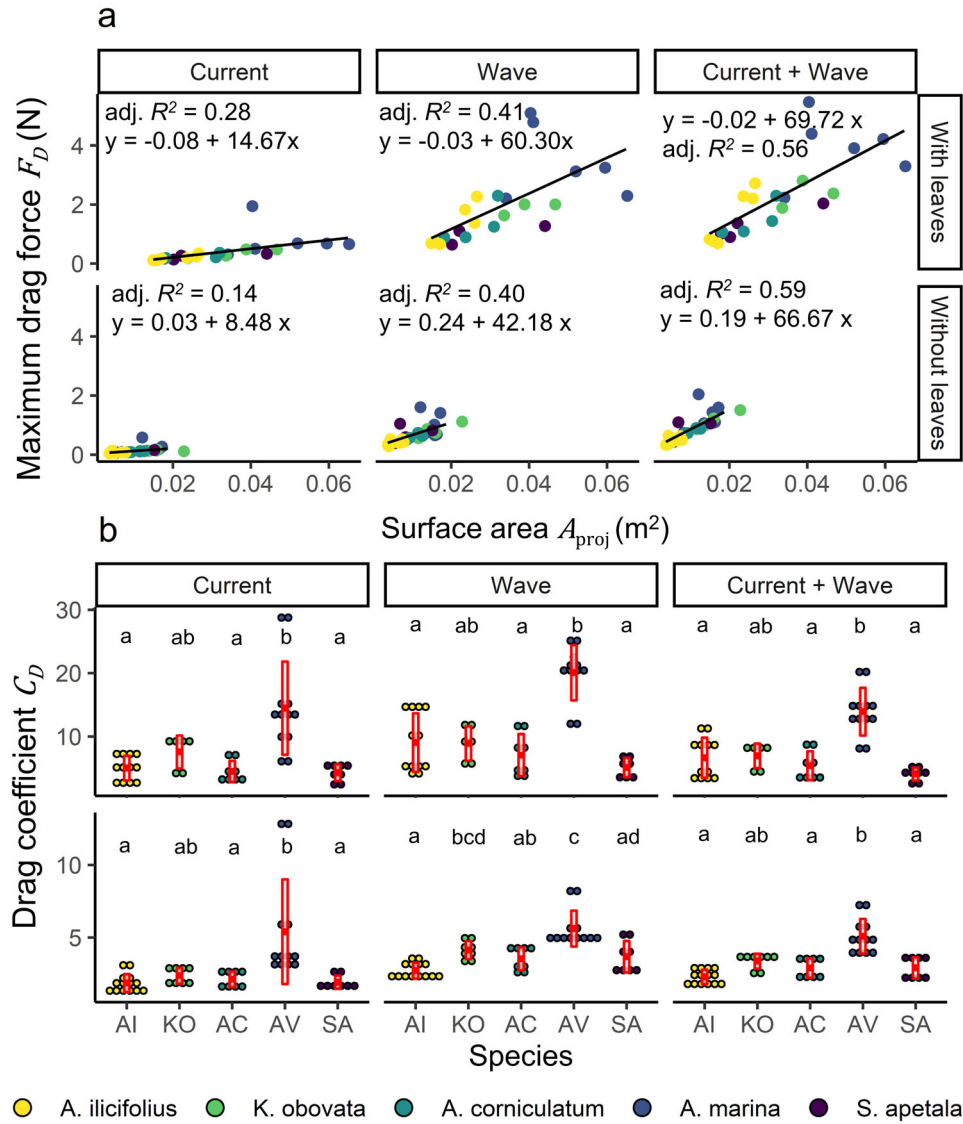 a
Current Wave Current + Wave
adj. R² = 0.28
y = -0.08 + 14.67x
adj. R² = 0.41
y = -0.03 + 60.30x
y = -0.02 + 69.72 x
adj. R² = 0.56
With leaves
4
2
0
adj. R² = 0.14
y = 0.03 + 8.48 x
adj. R² = 0.40
y = 0.24 + 42.18 x
adj. R² = 0.59
y = 0.19 + 66.67 x
Without leaves
4
2
0
Maximum drag force F_D (N)
0.02 0.04 0.06 0.02 0.04 0.06 0.02 0.04 0.06
Surface area A_proj (m²)
b
Current Wave Current + Wave
30
20
10
a ab a b a a ab a b a a ab a b a
10
5
a ab a b a a bcd ab c ad a ab a b a
Drag coefficient C_D
AI KO AC AV SA AI KO AC AV SA AI KO AC AV SA
Species
A. ilicifolius K. obovata A. corniculatum A. marina S. apetala